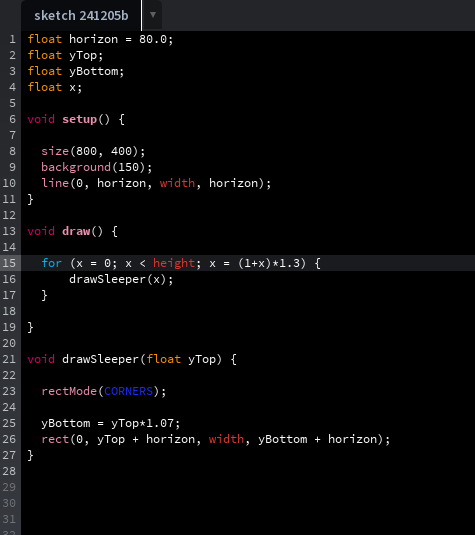 sketch 241205b ▼
1 float horizon = 80.0;
2 float yTop;
3 float yBottom;
4 float x;
5
6 void setup() {
7
8 size(800, 400);
9 background(150);
10 line(0, horizon, width, horizon);
11 }
12
13 void draw() {
14
15 for (x = 0; x < height; x = (1+x)*1.3) {
16 drawSleeper(x);
17 }
18
19 }
20
21 void drawSleeper(float yTop) {
22
23 rectMode(CORNERS);
24
25 yBottom = yTop*1.07;
26 rect(0, yTop + horizon, width, yBottom + horizon);
27 }
28
29
30
31
32